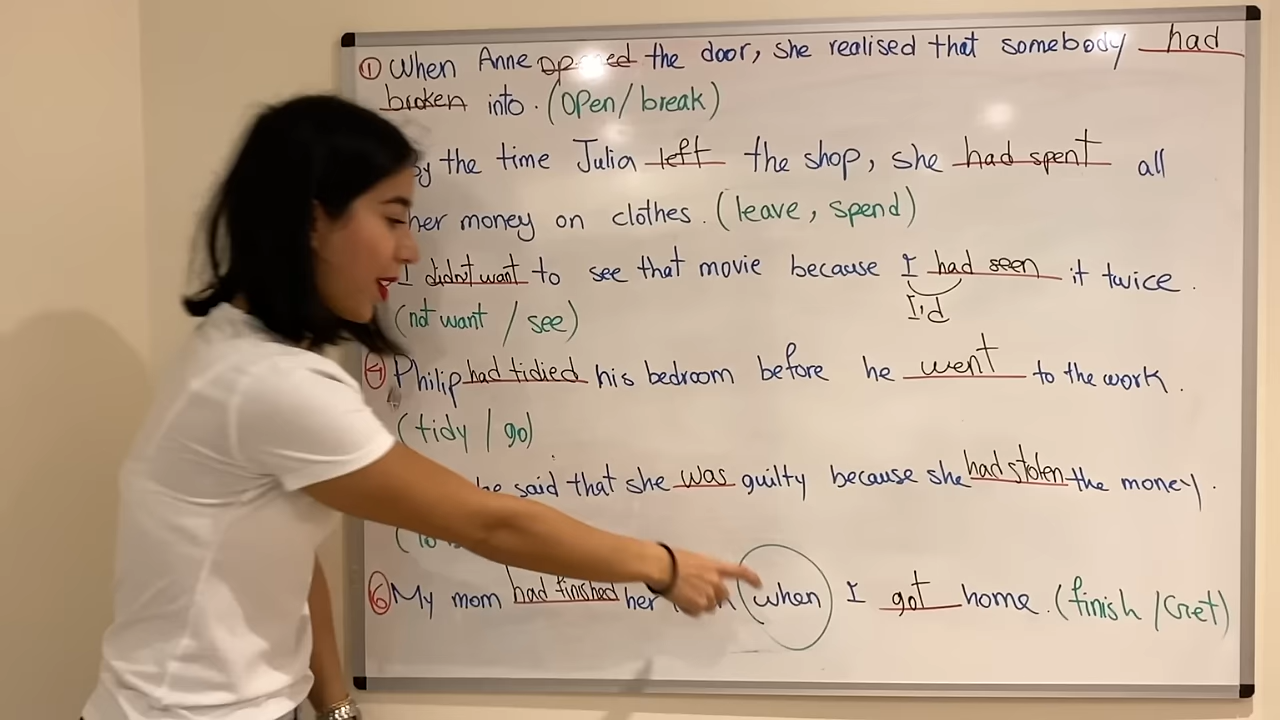 ① When Anne opened the door, she realised that somebody had
broken into. (open/break)
by the time Julia left the shop, she had spent all
her money on clothes. (leave, spend)
I didn't want to see that movie because I had seen it twice.
I'd
(not want / see)
④ Philip had tidied his bedroom before he went to the work.
(tidy / go)
said that she was guilty because she had stolen the money.
⑥ My mom had finished her when I got home. (finish / Get)